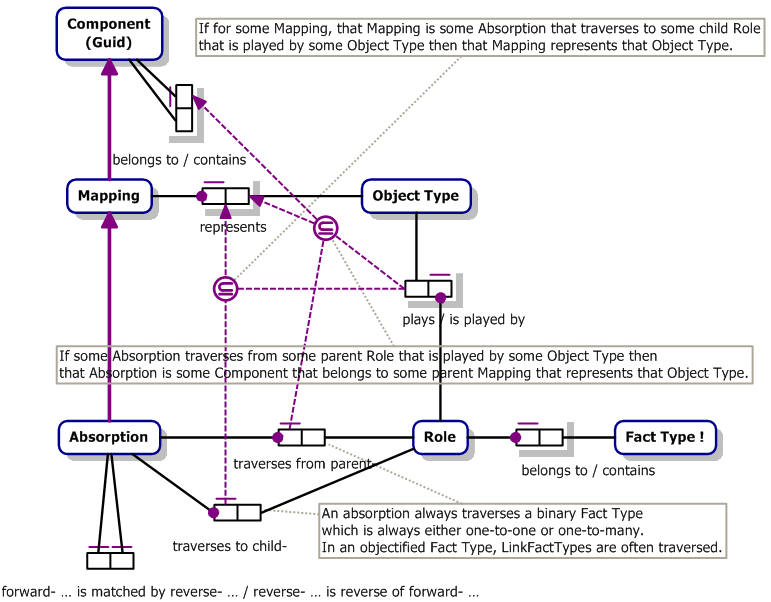 Component
(Guid)
If for some Mapping, that Mapping is some Absorption that traverses to some child Role
that is played by some Object Type then that Mapping represents that Object Type.
belongs to / contains
Mapping
Object Type
represents
plays / is played by
If some Absorption traverses from some parent Role that is played by some Object Type then
that Absorption is some Component that belongs to some parent Mapping that represents that Object Type.
Absorption
Role
Fact Type !
traverses from parent-
belongs to / contains
An absorption always traverses a binary Fact Type
which is always either one-to-one or one-to-many.
In an objectified Fact Type, LinkFactTypes are often traversed.
traverses to child-
forward- ... is matched by reverse- ... / reverse- ... is reverse of forward- ...